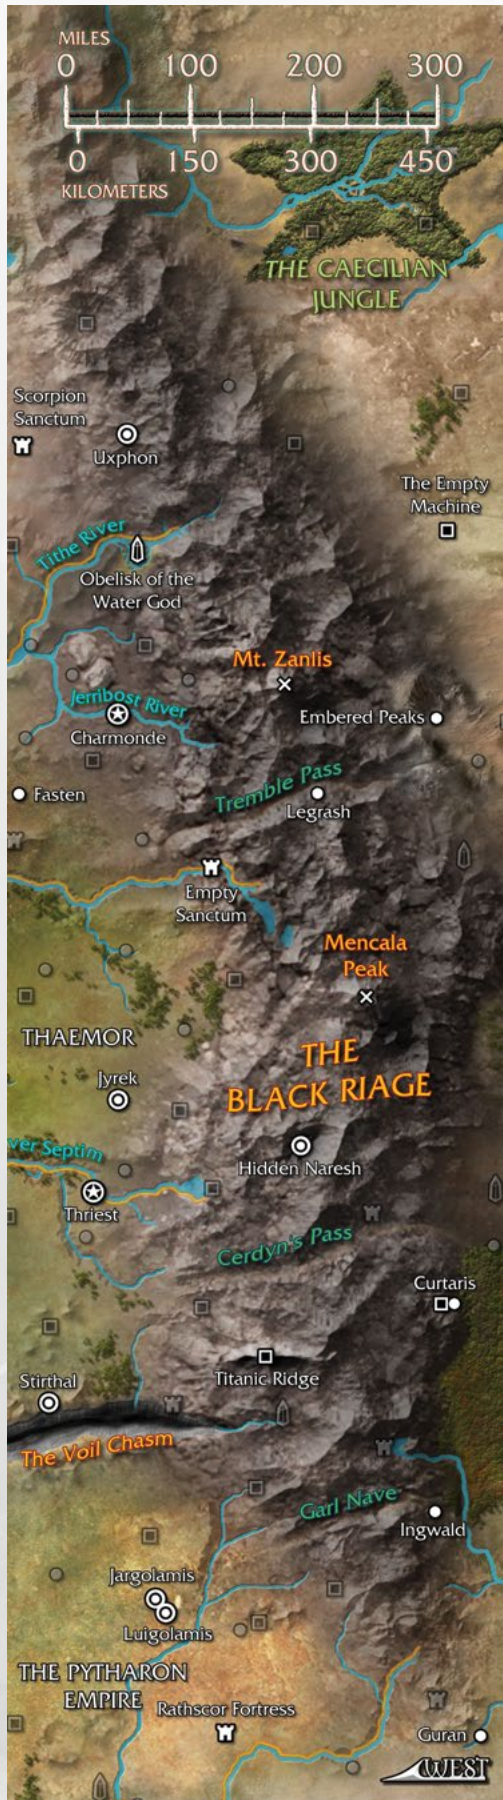 MILES
0 100 200 300
0 150 300 450
KILOMETERS
THE CAECILIAN
JUNGLE
Scorpion
Sanctum
Uxphon
The Empty
Machine
Tithe River
Obelisk of the
Water God
Mt. Zanlis
Jerribost River
Charmonde
Embered Peaks
Tremble Pass
Fasten
Legrash
Empty
Sanctum
Mencala
Peak
THAEMOR
THE
BLACK RIAGE
Jyrek
ver Septim
Hidden Naresh
Thriest
Cerdyn's Pass
Curtaris
Titanic Ridge
Stirthal
The Voil Chasm
Garl Nave
Ingwald
Jargolamis
Luigolamis
THE PYTHARON
EMPIRE
Rathscor Fortress
Guran
WEST